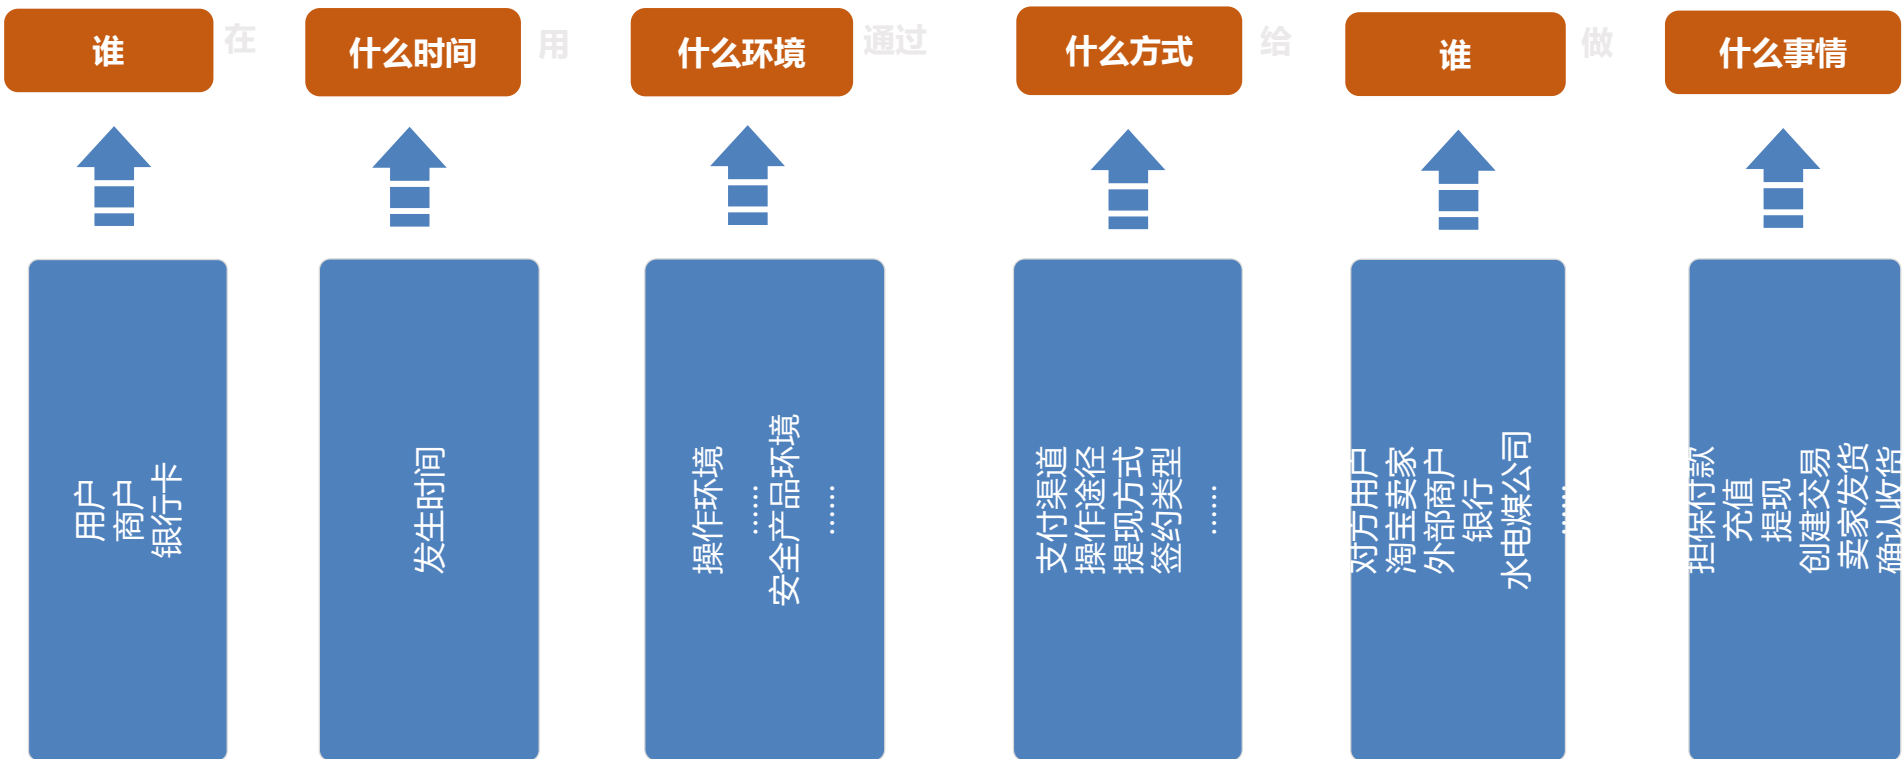 谁
在
什么时间
用
什么环境
通过
什么方式
给
谁
做
什么事情
用户
商户
银行卡
发生时间
操作环境
……
安全产品环境
……
支付渠道
操作途径
提现方式
签约类型
……
对方用户
淘宝卖家
外部商户
银行
水电煤公司
……
担保付款
充值
提现
创建交易
卖家发货
确认收货